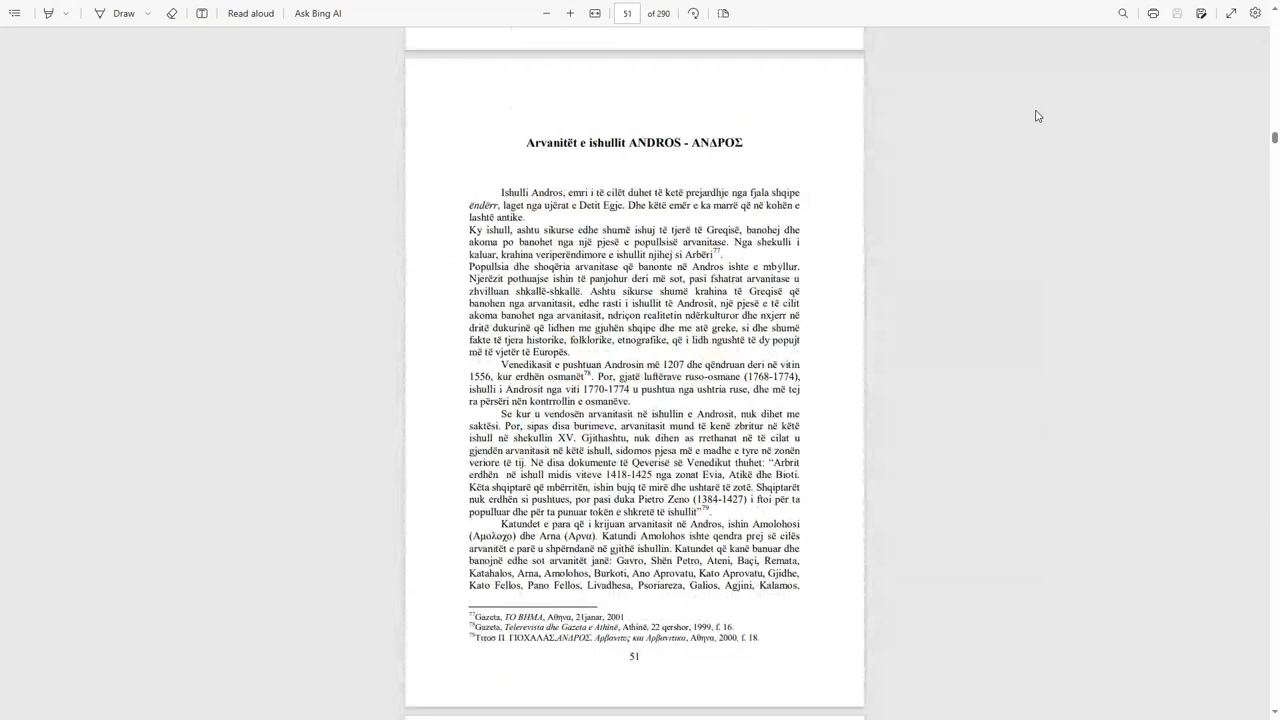 Draw
Read aloud
Ask Bing AI
51
of 290
Arvanitët e ishullit ANDROS - ΑΝΔΡΟΣ
Ishulli Andros, emri i të cilët duhet të ketë prejardhje nga fjala shqipe
ëndërr, laget nga ujërat e Detit Egje. Dhe këtë emër e ka marrë që në kohën e
lashtë antike.
Ky ishull, ashtu sikurse edhe shumë ishuj të tjerë të Greqisë, banohej dhe
akoma po banohet nga një pjesë e popullsisë arvanitase. Nga shekulli i
kaluar, krahina veriperëndimore e ishullit njihej si Arbëri77.
Popullsia dhe shoqëria arvanitase që banonte në Andros ishte e mbyllur.
Njerëzit pothuajse ishin të panjohur deri më sot, pasi fshatrat arvanitase u
zhvilluan shkallë-shkallë. Ashtu sikurse shumë krahina të Greqisë që
banohen nga arvanitasit, edhe rasti i ishullit të Androsit, një pjesë e të cilit
akoma banohet nga arvanitasit, ndriçon realitetin ndërkulturor dhe nxjerr në
dritë dukurinë që lidhen me gjuhën shqipe dhe me atë greke, si dhe shumë
fakte të tjera historike, folklorike, etnografike, që i lidh ngushtë të dy popujt
më të vjetër të Europës.
Venedikasit e pushtuan Androsin më 1207 dhe qëndruan deri në vitin
1556, kur erdhën osmanët78. Por, gjatë luftërave ruso-osmane (1768-1774),
ishulli i Androsit nga viti 1770-1774 u pushtua nga ushtria ruse, dhe më tej
ra përsëri nën kontrrollin e osmanëve.
Se kur u vendosën arvanitasit në ishullin e Androsit, nuk dihet me
saktësi. Por, sipas disa burimeve, arvanitasit mund të kenë zbritur në këtë
ishull në shekullin XV. Gjithashtu, nuk dihen as rrethanat në të cilat u
gjendën arvanitasit në këtë ishull, sidomos pjesa më e madhe e tyre në zonën
veriore të tij. Në disa dokumente të Qeverisë së Venedikut thuhet: “Arbrit
erdhën në ishull midis viteve 1418-1425 nga zonat Evia, Atikë dhe Bioti.
Këta shqiptarë që mbërritën, ishin bujq të mirë dhe ushtarë të zotë. Shqiptarët
nuk erdhën si pushtues, por pasi duka Pietro Zeno (1384-1427) i ftoi për ta
populluar dhe për ta punuar tokën e shkretë të ishullit”79.
Katundet e para që i krijuan arvanitasit në Andros, ishin Amolohosi
(Αμολοχο) dhe Arna (Αρνα). Katundi Amolohos ishte qendra prej së cilës
arvanitët e parë u shpërndanë në gjithë ishullin. Katundet që kanë banuar dhe
banojnë edhe sot arvanitët janë: Gavro, Shën Petro, Ateni, Baçi, Remata,
Katahalos, Arna, Amolohos, Burkoti, Ano Aprovatu, Kato Aprovatu, Gjidhe,
Kato Fellos, Pano Fellos, Livadhesa, Psoriareza, Galios, Agjini, Kalamos,
77Gazeta, ΤΟ ΒΗΜΑ, Αθηνα, 21janar, 2001
78Gazeta, Telerevista dhe Gazeta e Athinë, Athinë, 22 qershor, 1999, f. 16.
79Τιτοσ Π. ΓΙΟΧΑΛΑΣ,ΑΝΔΡΟΣ, Αρβανιτες και Αρβανιτικα, Αθηνα, 2000, f. 18.
51